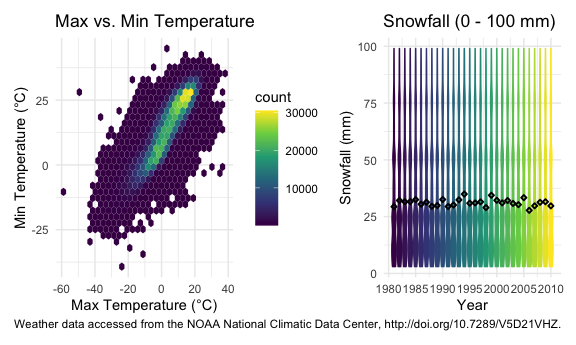 Max vs. Min Temperature
Snowfall (0 - 100 mm)
Min Temperature (°C)
25
0
-25
-60 -40 -20 0 20 40
Max Temperature (°C)
count
30000
20000
10000
Snowfall (mm)
100
75
50
25
0
1980 1985 1990 1995 2000 2005 2010
Year
Weather data accessed from the NOAA National Climatic Data Center, http://doi.org/10.7289/V5D21VHZ.